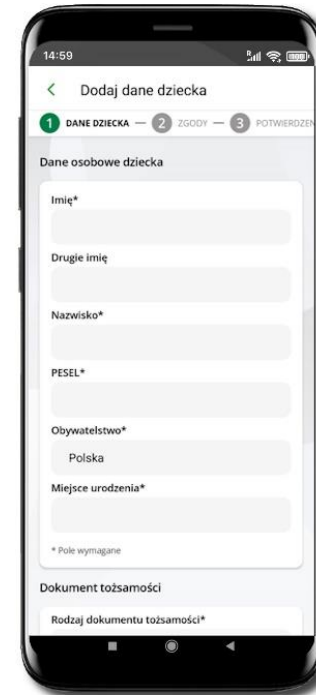 14:59
Dodaj dane dziecka
1 DANE DZIECKA — 2 ZGODY — 3 POTWIERDZEN
Dane osobowe dziecka
Imię*
Drugie imię
Nazwisko*
PESEL*
Obywatelstwo*
Polska
Miejsce urodzenia*
* Pole wymagane
Dokument tożsamości
Rodzaj dokumentu tożsamości*